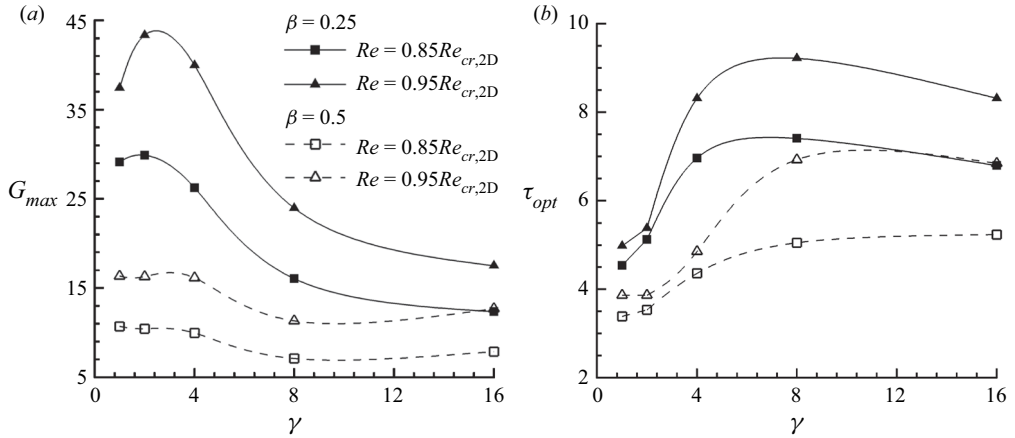 (a)
45
35
25
15
5
G_max
0
4
8
12
16
γ
β = 0.25
Re = 0.85Re_cr,2D
Re = 0.95Re_cr,2D
β = 0.5
Re = 0.85Re_cr,2D
Re = 0.95Re_cr,2D
(b)
10
8
6
4
2
τ_opt
0
4
8
12
16
γ